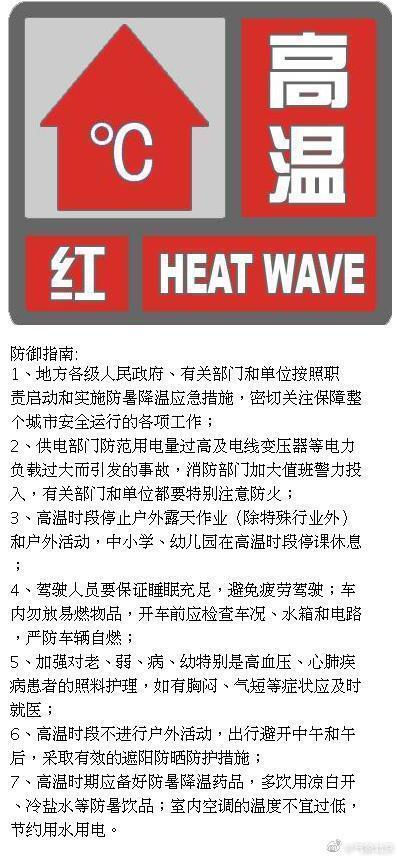 ℃
高温
红
HEAT WAVE
防御指南:
1、地方各级人民政府、有关部门和单位按照职
责启动和实施防暑降温应急措施，密切关注保障整
个城市安全运行的各项工作；
2、供电部门防范用电量过高及电线变压器等电力
负载过大而引发的事故，消防部门加大值班警力投
入，有关部门和单位都要特别注意防火；
3、高温时段停止户外露天作业（除特殊行业外）
和户外活动，中小学、幼儿园在高温时段停课休息
；
4、驾驶人员要保证睡眠充足，避免疲劳驾驶；车
内勿放易燃物品，开车前应检查车况、水箱和电路
，严防车辆自燃；
5、加强对老、弱、病、幼特别是高血压、心肺疾
病患者的照料护理，如有胸闷、气短等症状应及时
就医；
6、高温时段不进行户外活动，出行避开中午和午
后，采取有效的遮阳防晒防护措施；
7、高温时期应备好防暑降温药品，多饮用凉白开
、冷盐水等防暑饮品；室内空调的温度不宜过低，
节约用水用电。